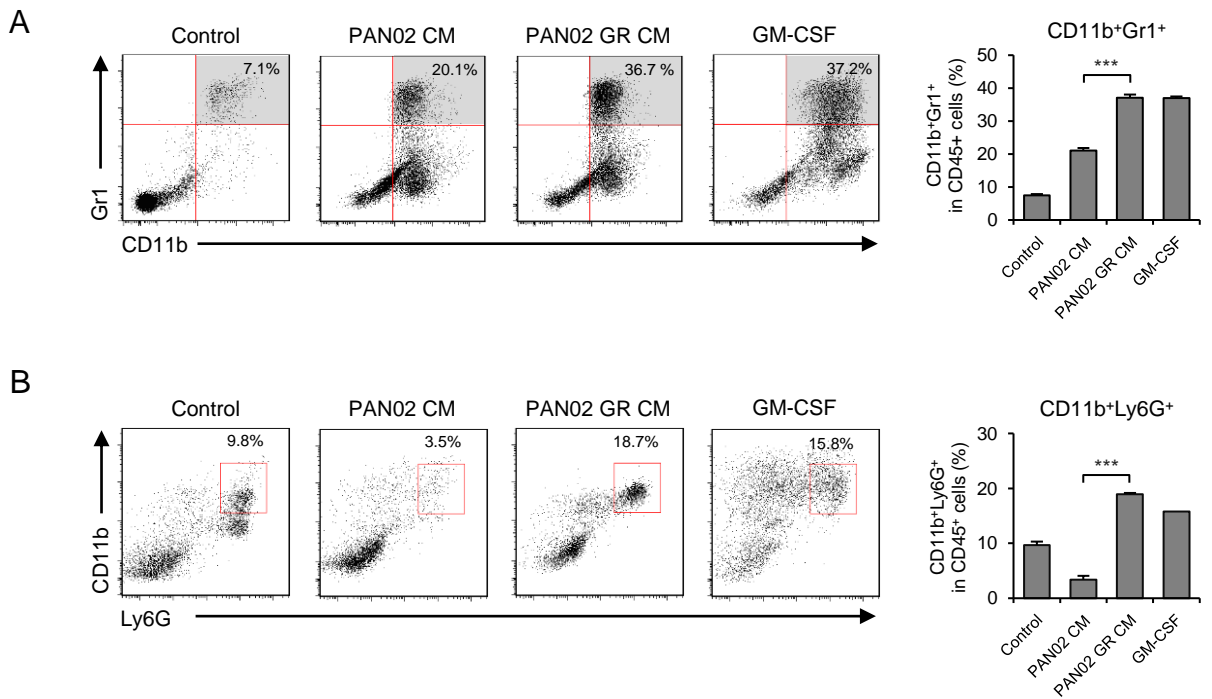 A
Control
PAN02 CM
PAN02 GR CM
GM-CSF
7.1%
20.1%
36.7 %
37.2%
Gr1
CD11b
CD11b⁺Gr1⁺
CD11b⁺Gr1⁺
in CD45+ cells (%)
50
40
30
20
10
0
***
Control
PAN02 CM
PAN02 GR CM
GM-CSF
B
Control
PAN02 CM
PAN02 GR CM
GM-CSF
9.8%
3.5%
18.7%
15.8%
CD11b
Ly6G
CD11b⁺Ly6G⁺
CD11b⁺Ly6G⁺
in CD45⁺ cells (%)
30
20
10
0
***
Control
PAN02 CM
PAN02 GR CM
GM-CSF